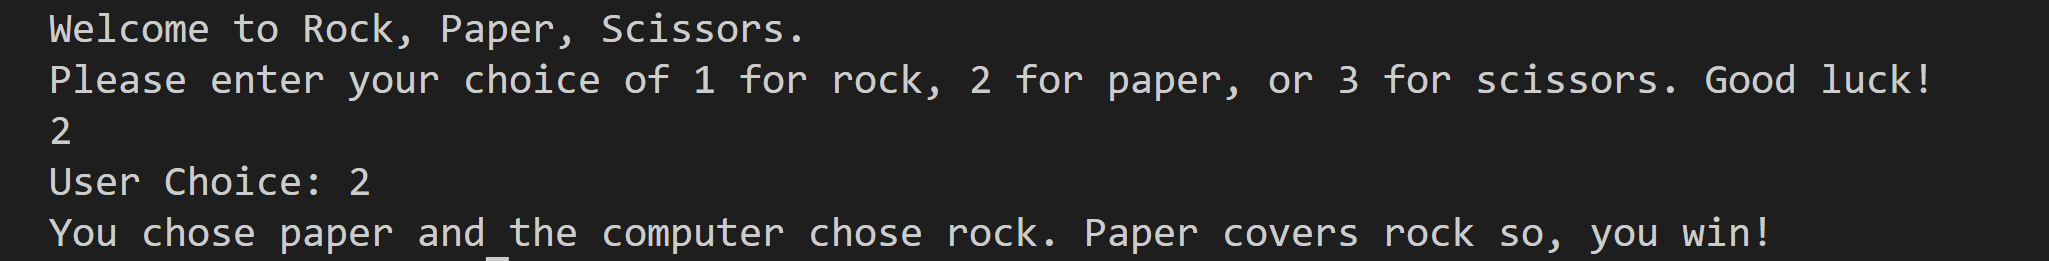 Welcome to Rock, Paper, Scissors.
Please enter your choice of 1 for rock, 2 for paper, or 3 for scissors. Good luck!
2
User Choice: 2
You chose paper and the computer chose rock. Paper covers rock so, you win!